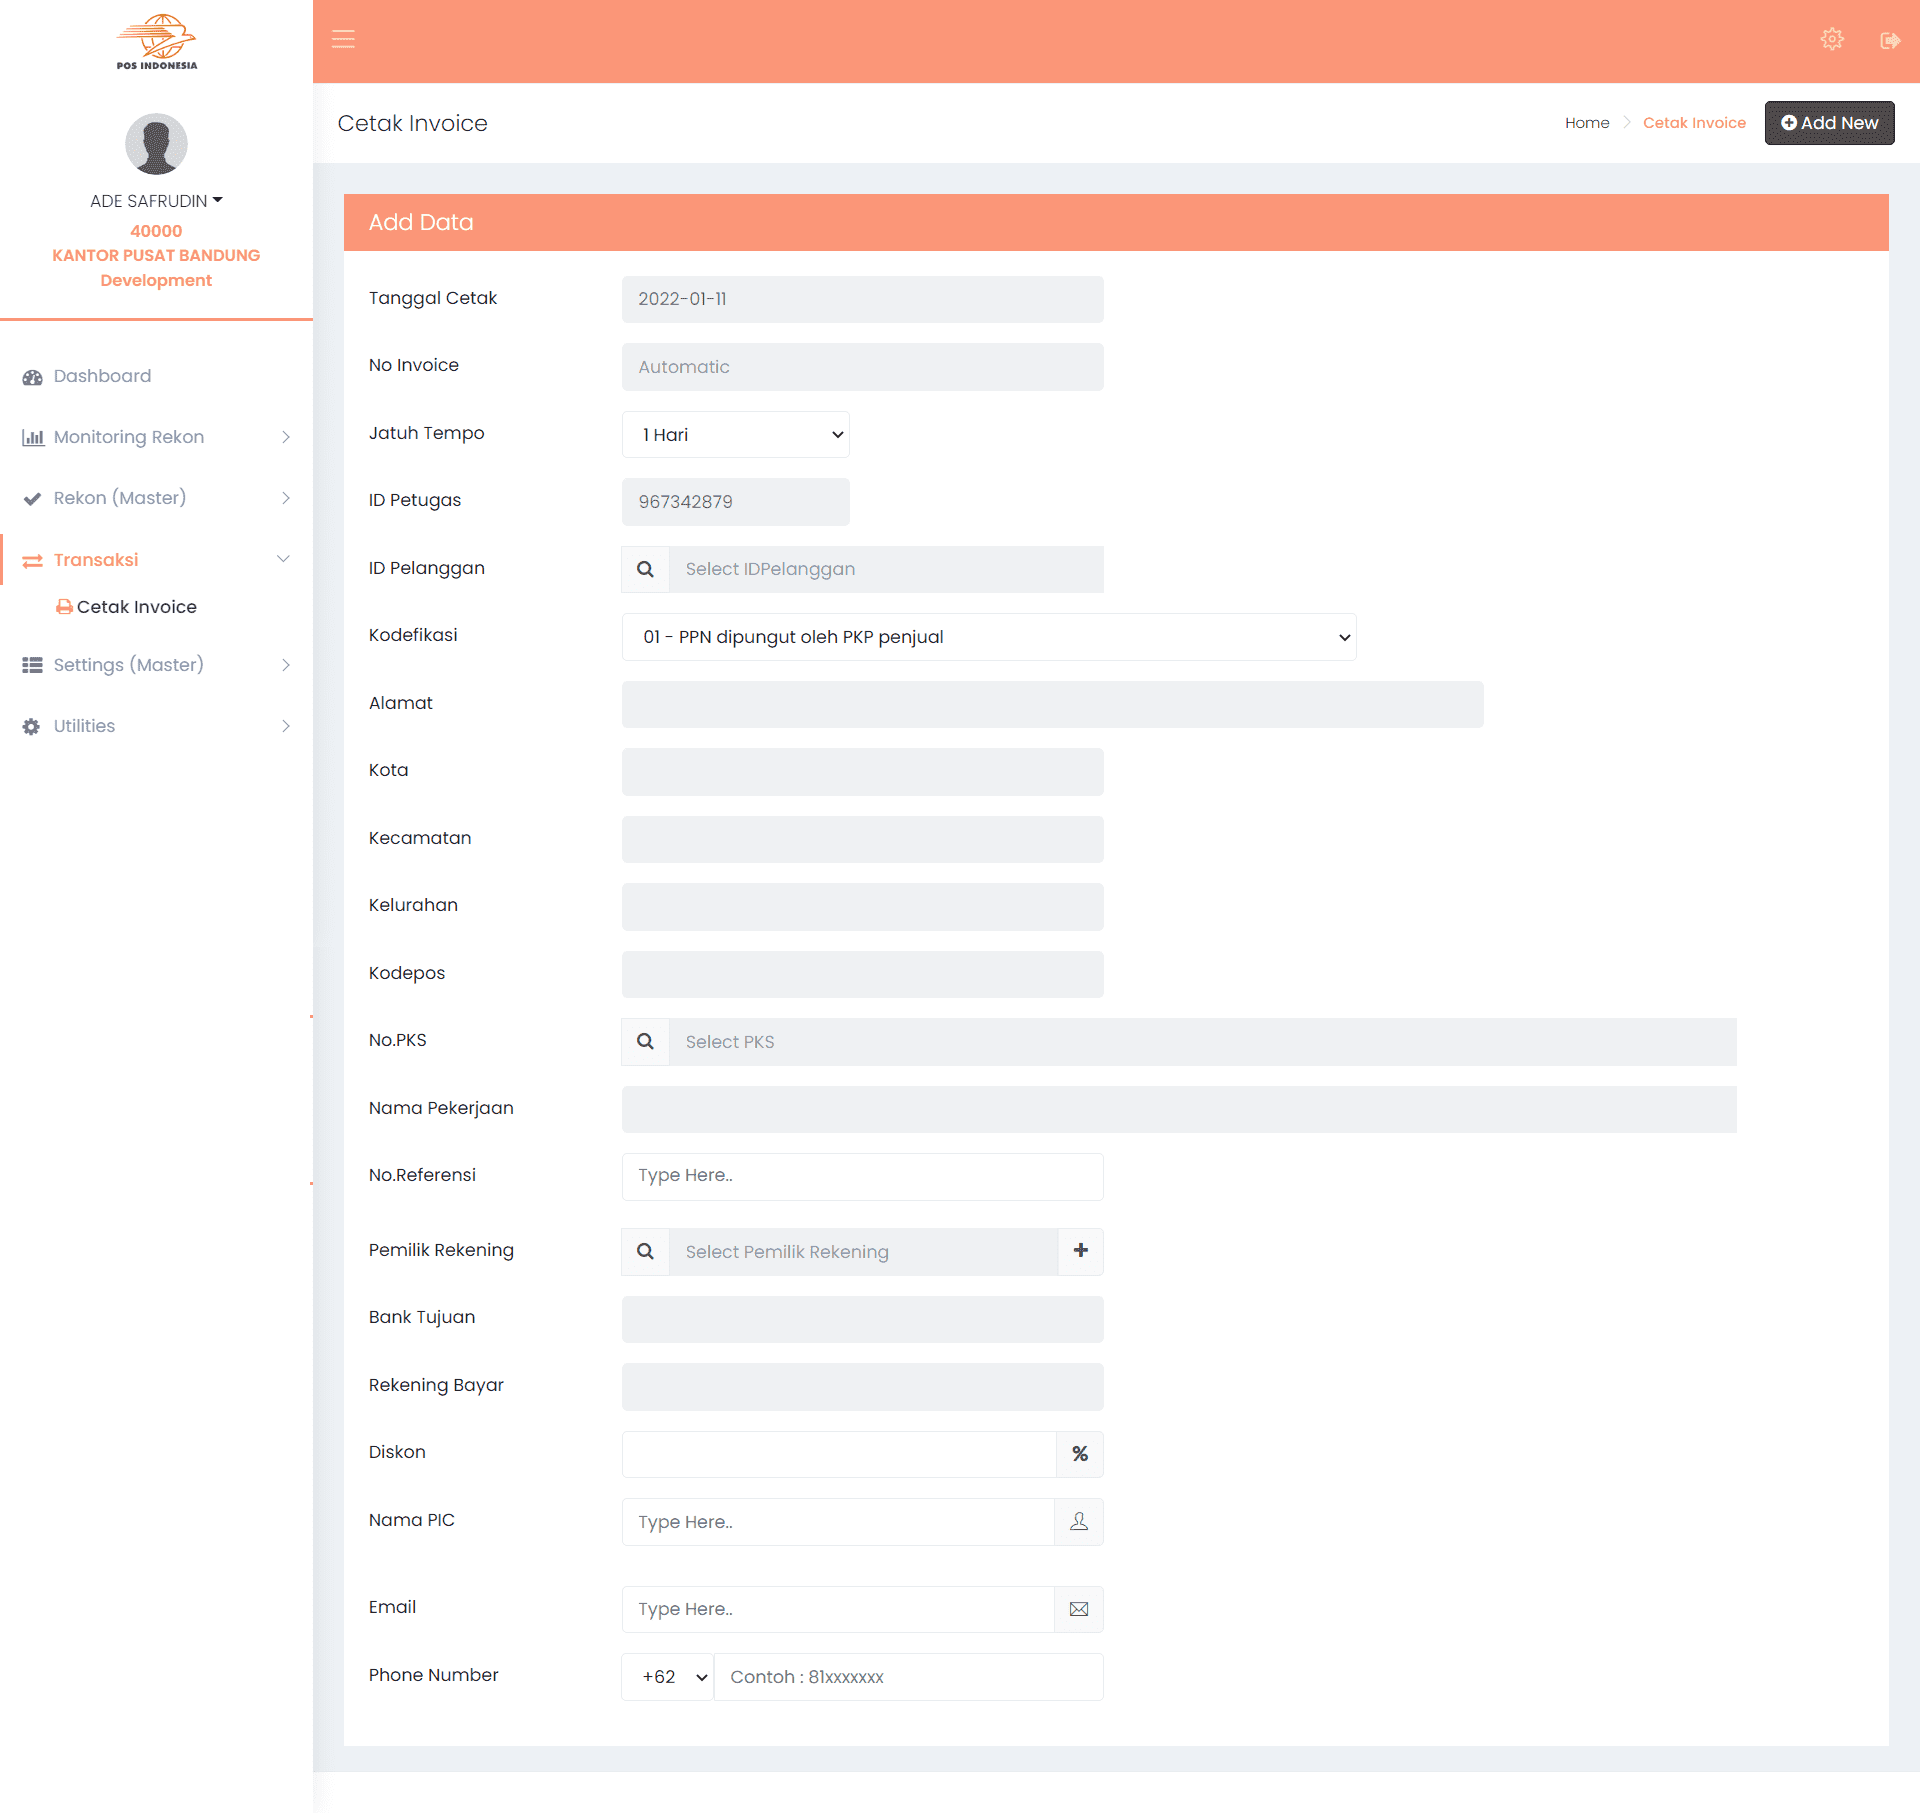 POS INDONESIA
ADE SAFRUDIN
40000
KANTOR PUSAT BANDUNG
Development
Dashboard
Monitoring Rekon
Rekon (Master)
Transaksi
Cetak Invoice
Settings (Master)
Utilities
Cetak Invoice
Home
Cetak Invoice
Add New
Add Data
Tanggal Cetak
2022-01-11
No Invoice
Automatic
Jatuh Tempo
1 Hari
ID Petugas
967342879
ID Pelanggan
Select IDPelanggan
Kodefikasi
01 - PPN dipungut oleh PKP penjual
Alamat
Kota
Kecamatan
Kelurahan
Kodepos
No.PKS
Select PKS
Nama Pekerjaan
No.Referensi
Type Here..
Pemilik Rekening
Select Pemilik Rekening
Bank Tujuan
Rekening Bayar
Diskon
%
Nama PIC
Type Here..
Email
Type Here..
Phone Number
+62
Contoh : 81xxxxxxx